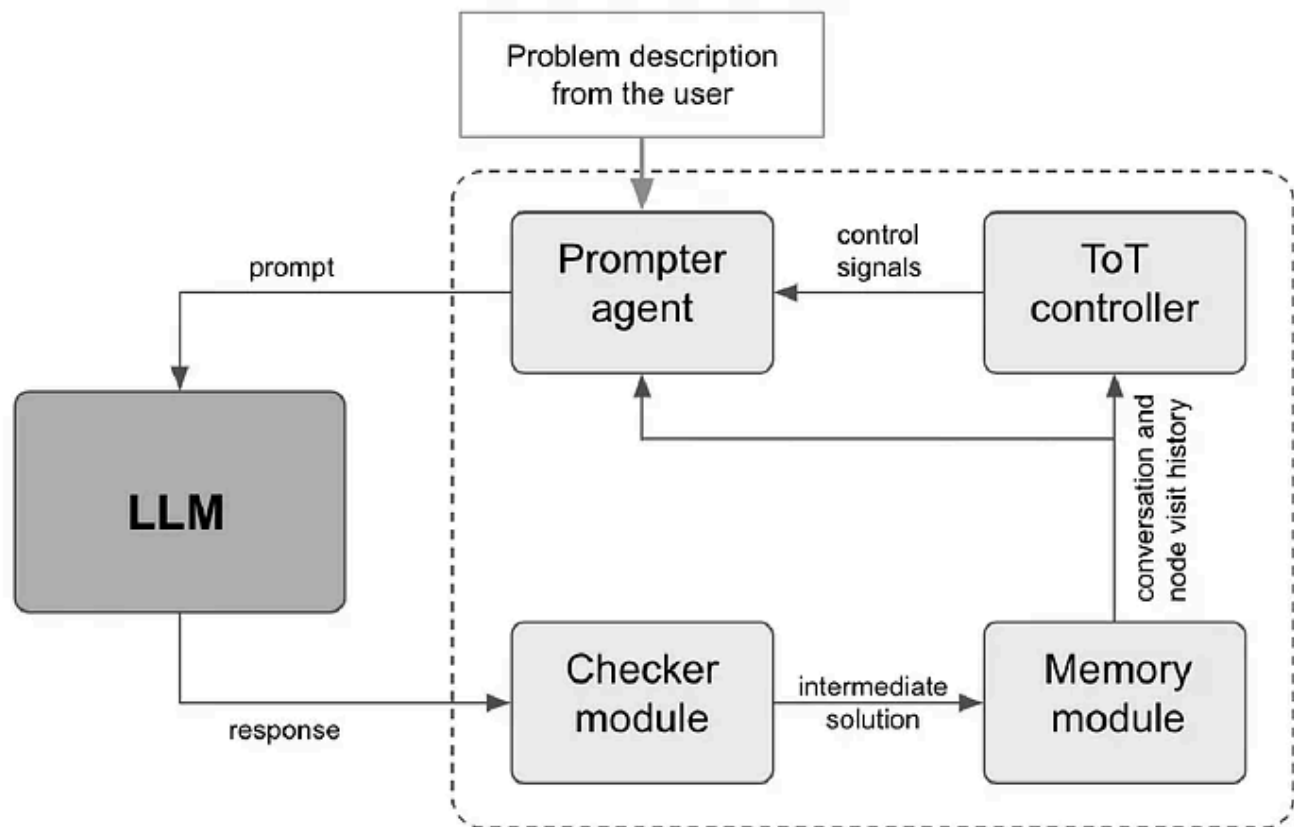 Problem description
from the user
prompt
Prompter
agent
control
signals
ToT
controller
LLM
conversation and
node visit history
response
Checker
module
intermediate
solution
Memory
module